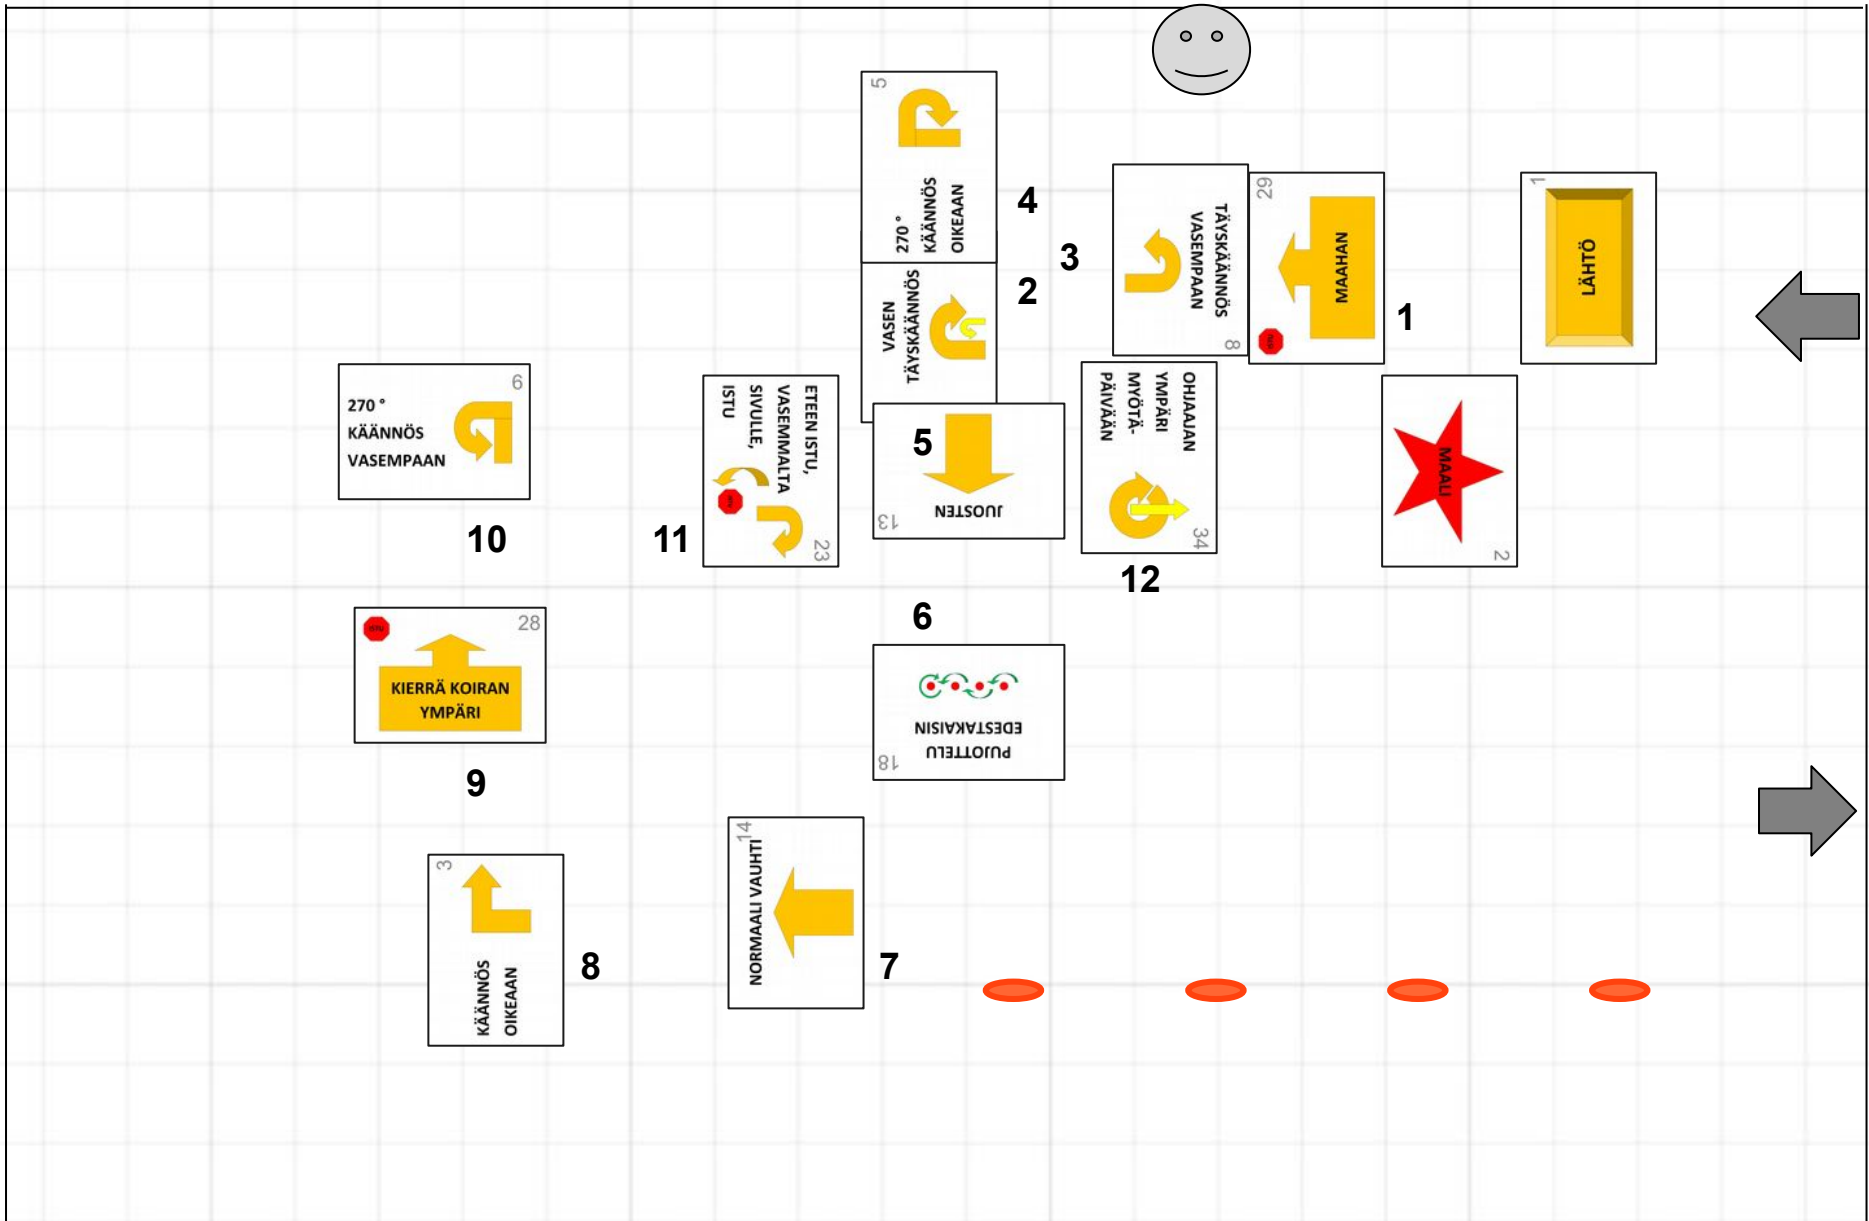 5
270 °
KÄÄNNÖS
OIKEAAN
4
3
2
TÄYSKÄÄNNÖS
VASEMPAAN
8
29
MAAHAN
1
1
LÄHTÖ
VASEN
TÄYSKÄÄNNÖS
6
270 °
KÄÄNNÖS
VASEMPAAN
10
11
ETEEN ISTU,
VASEMMALTA
SIVULLE,
ISTU
23
5
JUOSTEN
13
OHJAAJAN
YMPÄRI
MYÖTÄ-
PÄIVÄÄN
34
12
MAALI
2
6
28
ISTU
KIERRÄ KOIRAN
YMPÄRI
9
PUJOTTELU
EDESTAKAISIN
18
14
NORMAALI VAUHTI
7
3
KÄÄNNÖS
OIKEAAN
8